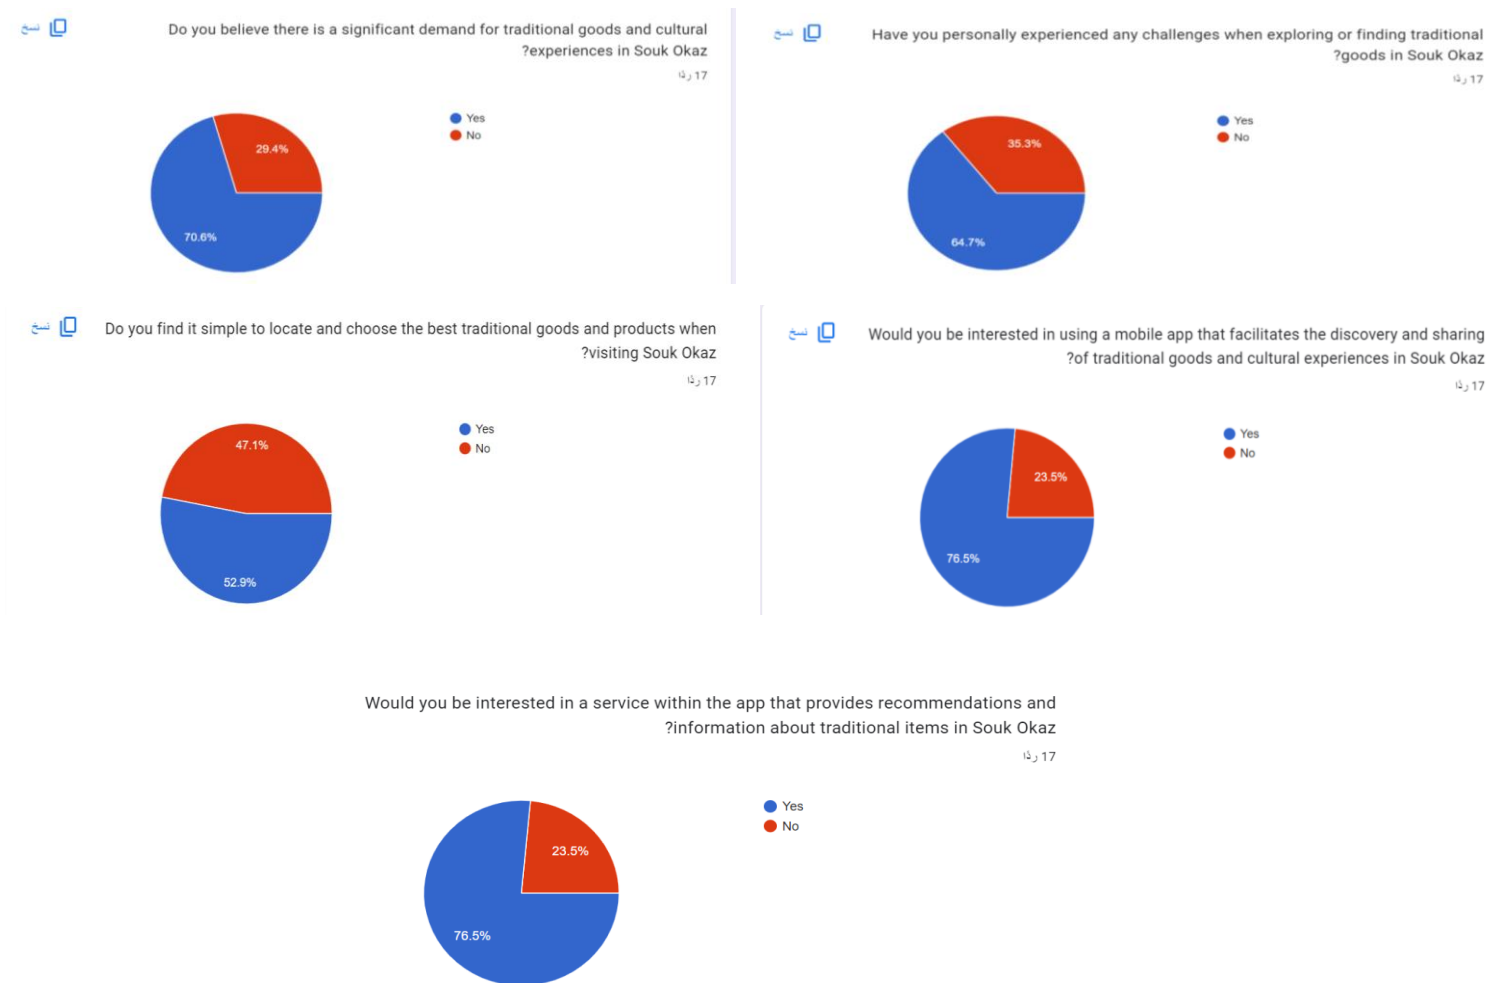 نسخ
Do you believe there is a significant demand for traditional goods and cultural
?experiences in Souk Okaz
17 ردًا
Yes
No
29.4%
70.6%
نسخ
Have you personally experienced any challenges when exploring or finding traditional
?goods in Souk Okaz
17 ردًا
Yes
No
35.3%
64.7%
نسخ
Do you find it simple to locate and choose the best traditional goods and products when
?visiting Souk Okaz
17 ردًا
Yes
No
47.1%
52.9%
نسخ
Would you be interested in using a mobile app that facilitates the discovery and sharing
?of traditional goods and cultural experiences in Souk Okaz
17 ردًا
Yes
No
23.5%
76.5%
Would you be interested in a service within the app that provides recommendations and
?information about traditional items in Souk Okaz
17 ردًا
Yes
No
23.5%
76.5%